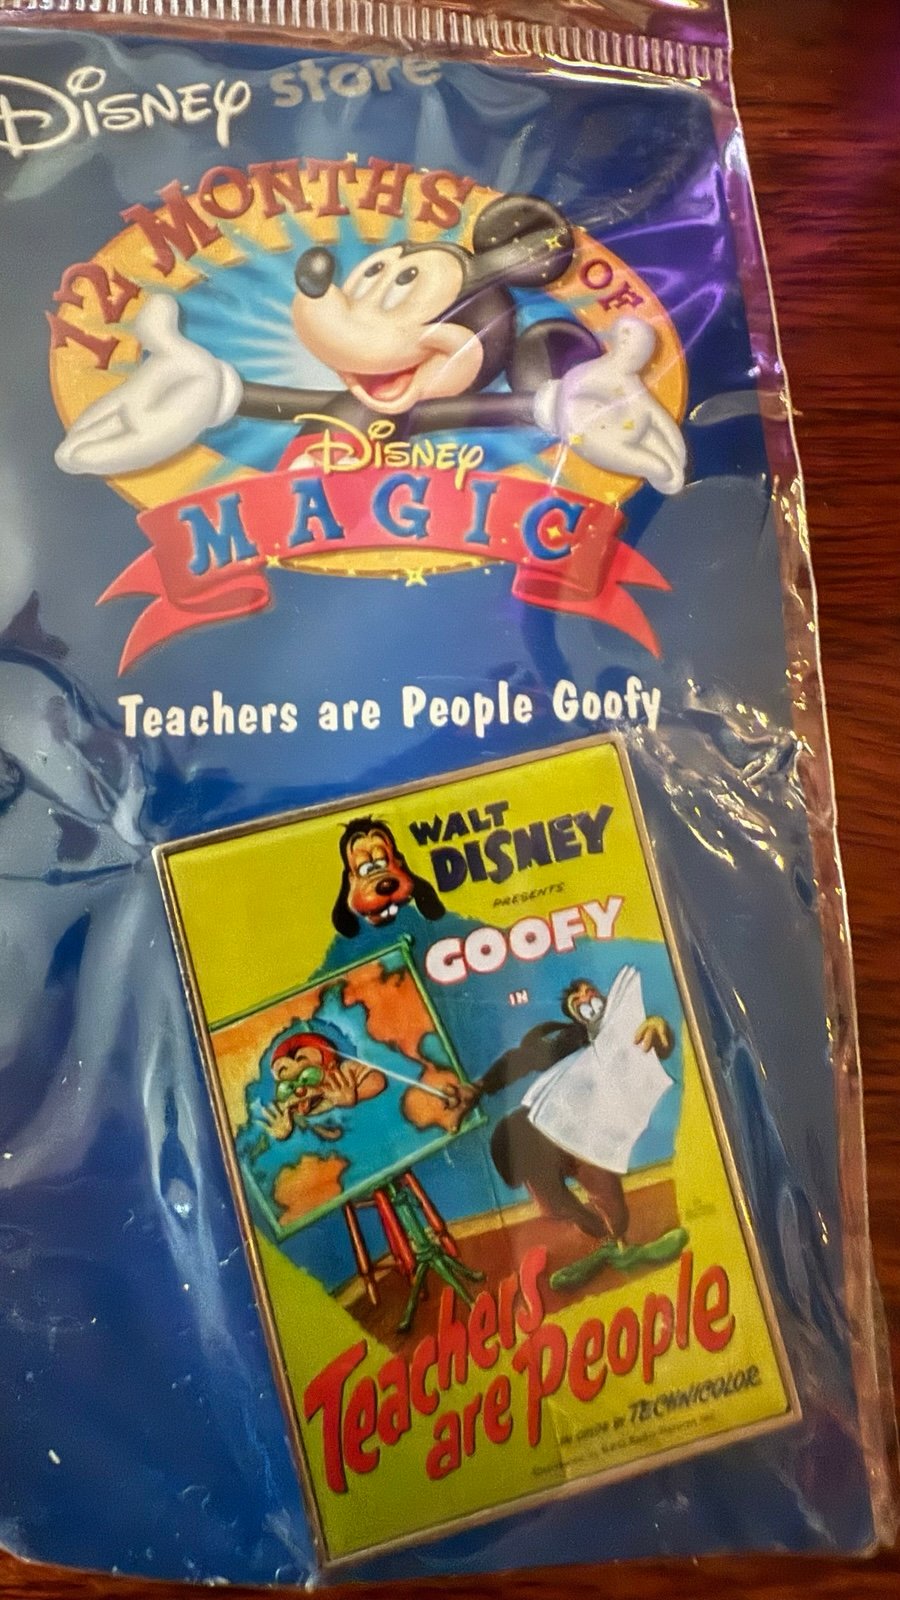 Disney store
12 MONTHS OF
Disney
MAGIC
Teachers are People Goofy
WALT
DISNEY
PRESENTS
GOOFY
IN
Teachers
are People
TECHNICOLOR